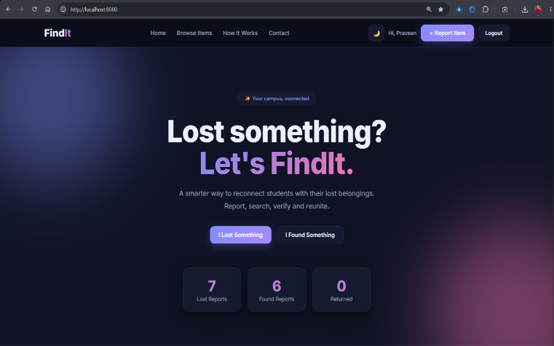 http://localhost:8080
FindIt
Home
Browse Items
How It Works
Contact
Hi, Praveen
+ Report Item
Logout
✨ Your campus, connected
Lost something?
Let's FindIt.
A smarter way to reconnect students with their lost belongings.
Report, search, verify and reunite.
I Lost Something
I Found Something
7
Lost Reports
6
Found Reports
0
Returned